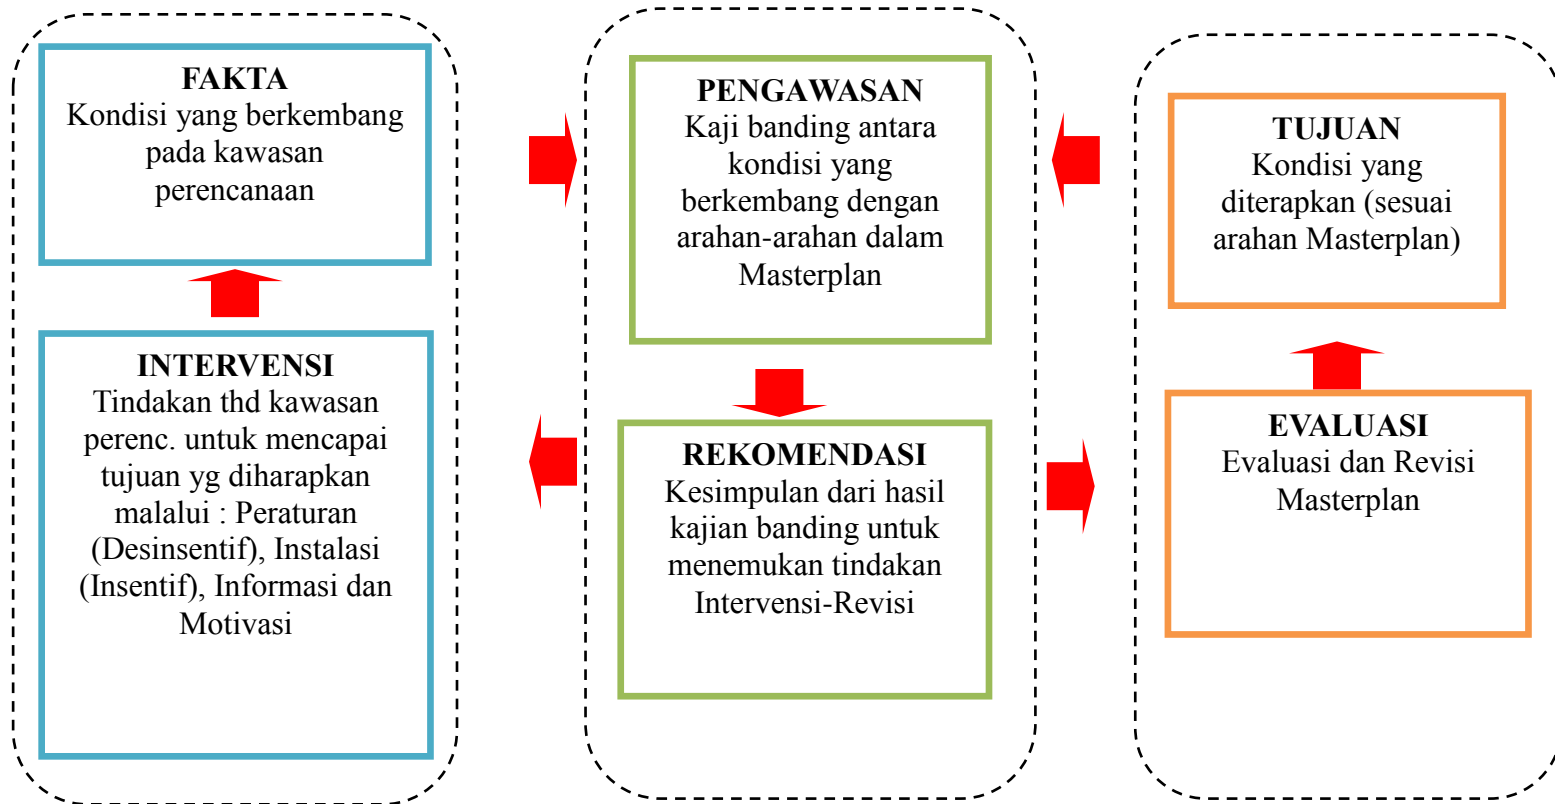 FAKTA
Kondisi yang berkembang
pada kawasan
perencanaan
INTERVENSI
Tindakan thd kawasan
perenc. untuk mencapai
tujuan yg diharapkan
malalui : Peraturan
(Desinsentif), Instalasi
(Insentif), Informasi dan
Motivasi
PENGAWASAN
Kaji banding antara
kondisi yang
berkembang dengan
arahan-arahan dalam
Masterplan
REKOMENDASI
Kesimpulan dari hasil
kajian banding untuk
menemukan tindakan
Intervensi-Revisi
TUJUAN
Kondisi yang
diterapkan (sesuai
arahan Masterplan)
EVALUASI
Evaluasi dan Revisi
Masterplan